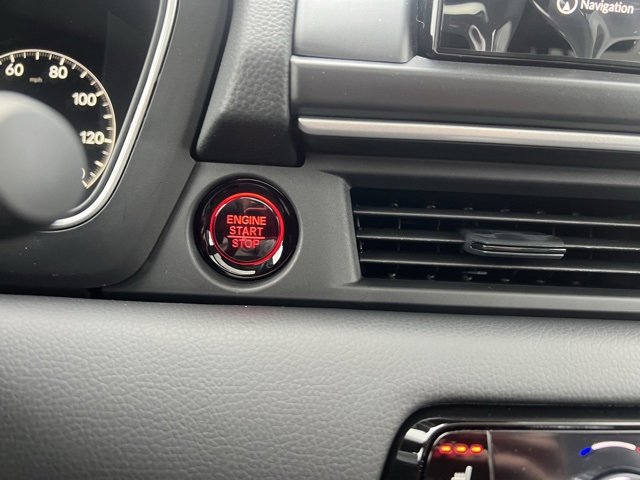 Navigation
60 mph 80
100
120
ENGINE
START
STOP